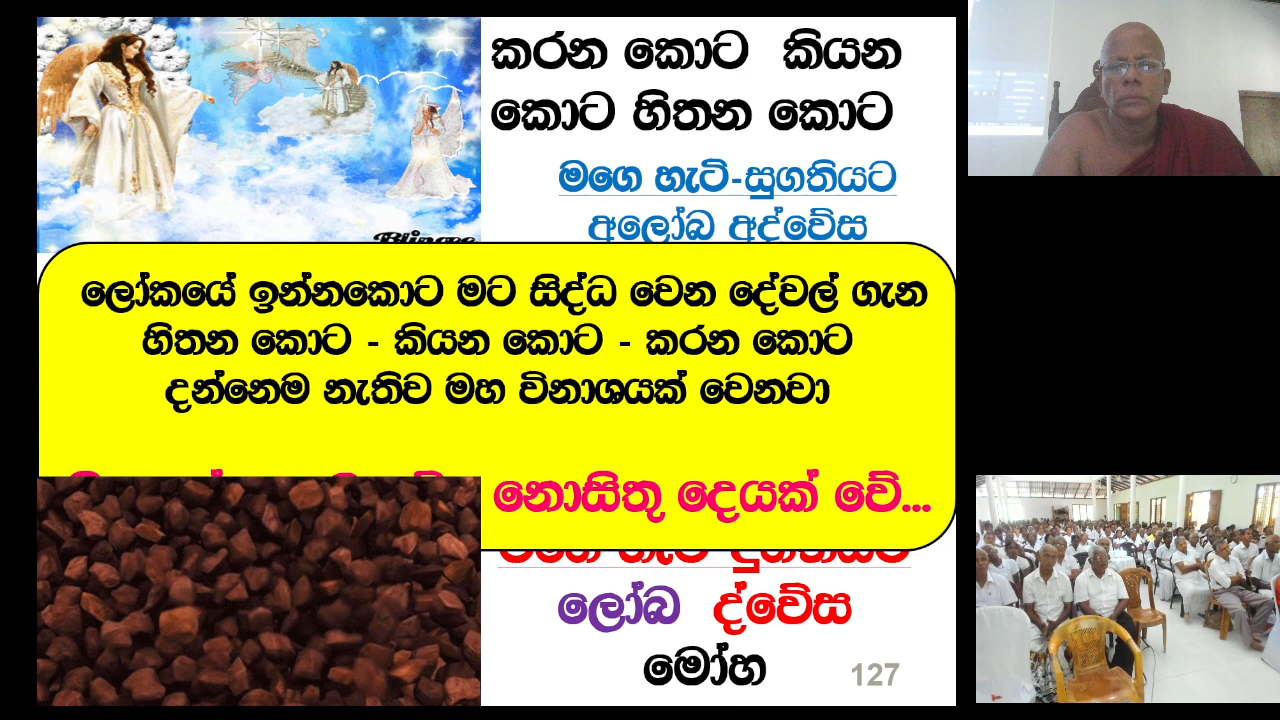 කරන කොට කියන
කොට හිතන කොට
මගෙ හැටි-සුගතියට
අලෝබ අද්වේස
ලෝකයේ ඉන්නකොට මට සිද්ධ වෙන දේවල් ගැන
හිතන කොට - කියන කොට - කරන කොට
දන්නෙම නැතිව මහ විනාශයක් වෙනවා
නොසිතූ දෙයක් වේ...
ලෝබ ද්වේස
මෝහ
127